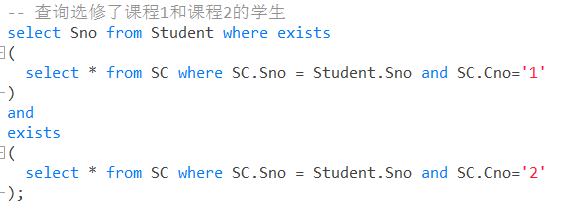 -- 查询选修了课程1和课程2的学生
select Sno from Student where exists
(
  select * from SC where SC.Sno = Student.Sno and SC.Cno='1'
)
and
exists
(
  select * from SC where SC.Sno = Student.Sno and SC.Cno='2'
);